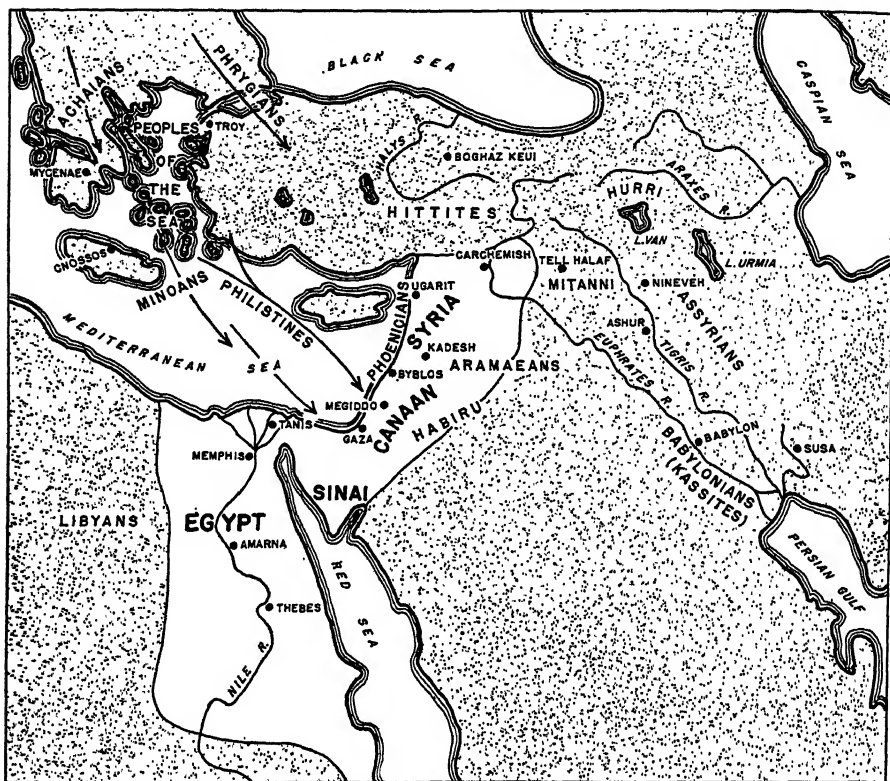 BLACK SEA
CASPIAN SEA
PHRYGIANS
ACHAIANS
PEOPLES OF THE SEA
TROY
MYCENAE
HALYS R.
BOGHAZ KEUI
HITTITES
HURRI
ARAXES R.
L. VAN
L. URMIA
CNOSSOS
MINOANS
PHILISTINES
MEDITERRANEAN SEA
CARCHEMISH
TELL HALAF
MITANNI
NINEVEH
ASSYRIANS
ASHUR
UGARIT
PHOENICIANS
SYRIA
KADESH
BYBLOS
ARAMAEANS
EUPHRATES R.
TIGRIS R.
MEGIDDO
CANAAN
HABIRU
GAZA
TANIS
MEMPHIS
BABYLON
BABYLONIANS
(KASSITES)
SUSA
SINAI
LIBYANS
EGYPT
AMARNA
THEBES
NILE R.
RED SEA
PERSIAN GULF